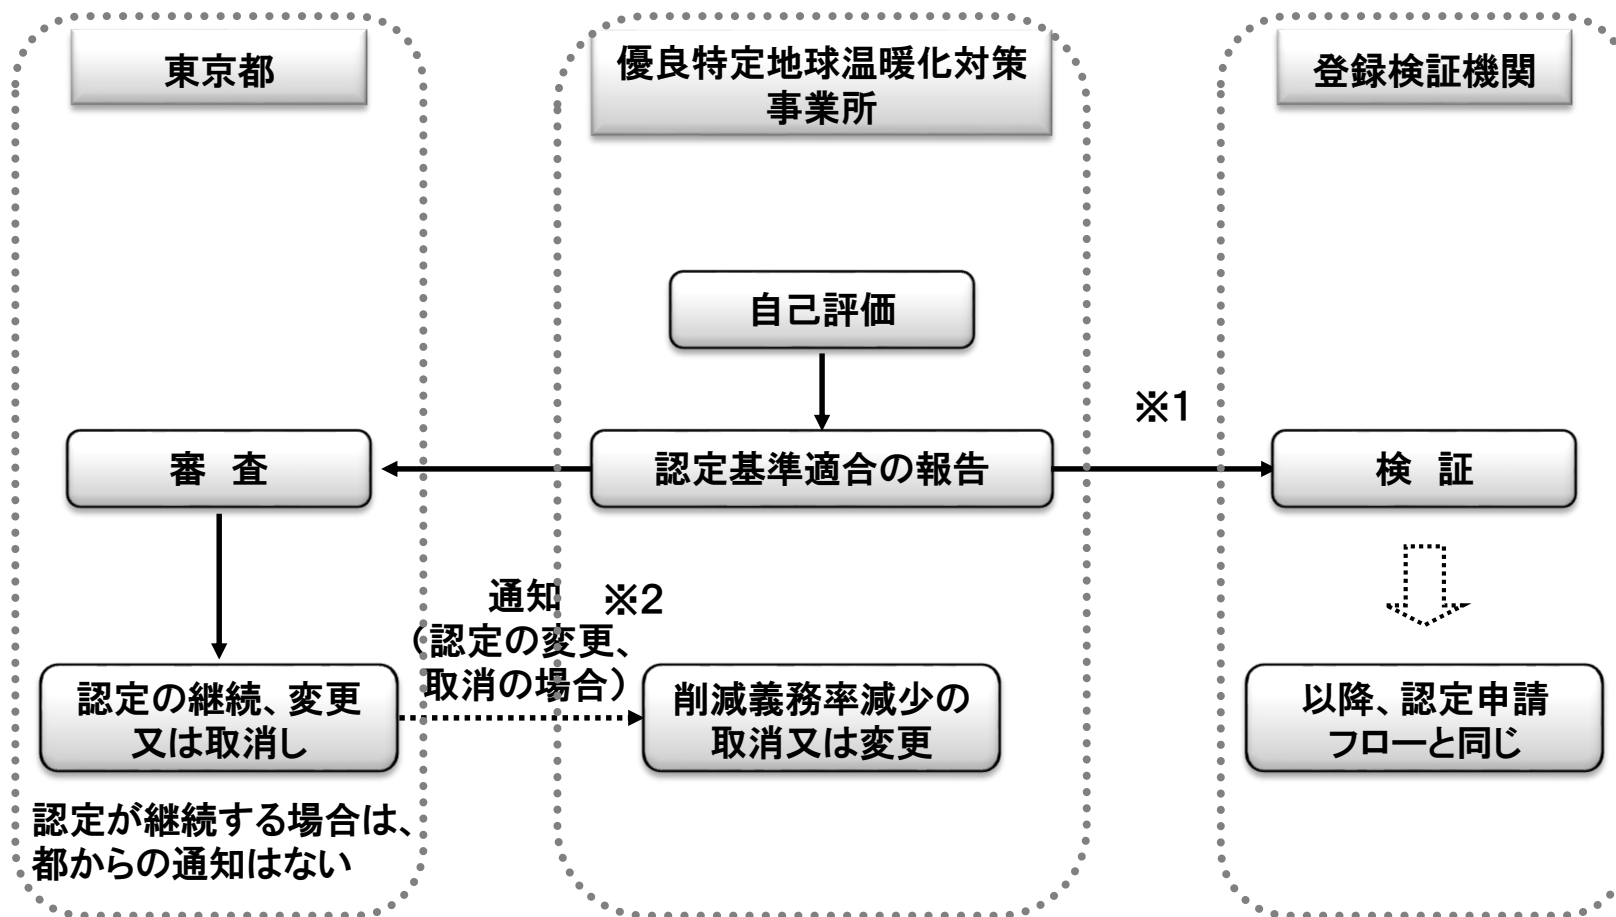 東京都
優良特定地球温暖化対策
事業所
登録検証機関
自己評価
※1
審 査
認定基準適合の報告
検 証
通知 ※2
（認定の変更、
取消の場合）
認定の継続、変更
又は取消し
削減義務率減少の
取消又は変更
以降、認定申請
フローと同じ
認定が継続する場合は、
都からの通知はない